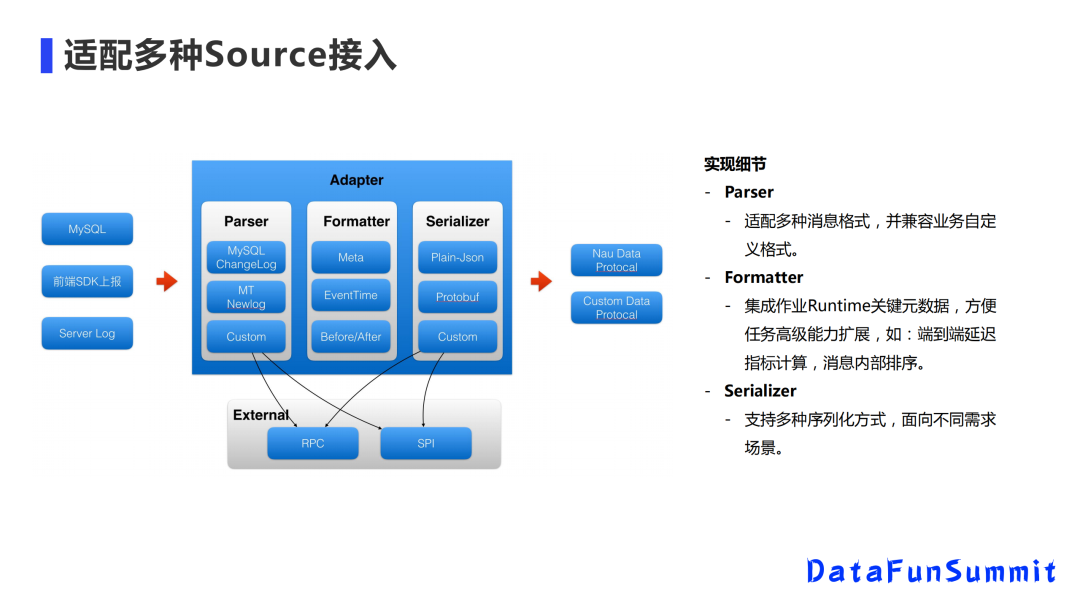 适配多种Source接入
MySQL
前端SDK上报
Server Log
Adapter
Parser
MySQL
ChangeLog
MT
Newlog
Custom
Formatter
Meta
EventTime
Before/After
Serializer
Plain-Json
Protobuf
Custom
External
RPC
SPI
Nau Data
Protocal
Custom Data
Protocal
实现细节
- Parser
- 适配多种消息格式，并兼容业务自定
义格式。
- Formatter
- 集成作业Runtime关键元数据，方便
任务高级能力扩展，如：端到端延迟
指标计算，消息内部排序。
- Serializer
- 支持多种序列化方式，面向不同需求
场景。
DataFunSummit